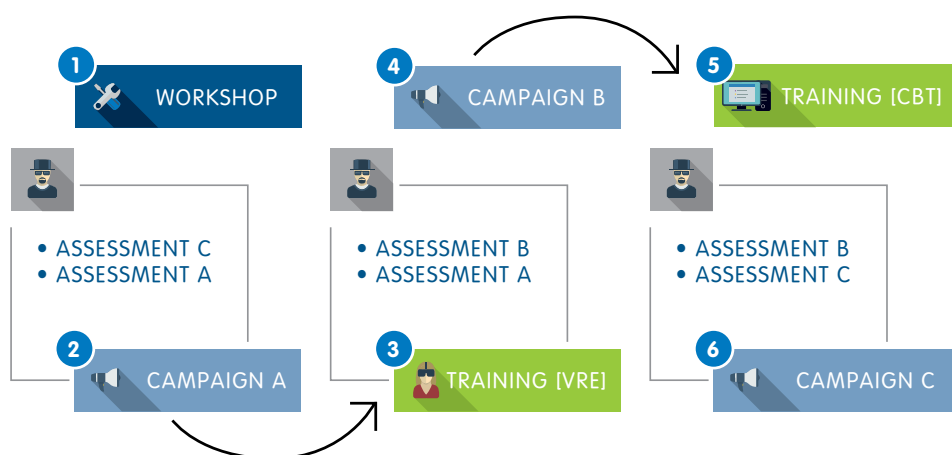 1
WORKSHOP
4
CAMPAIGN B
5
TRAINING [CBT]
• ASSESSMENT C
• ASSESSMENT A
• ASSESSMENT B
• ASSESSMENT A
• ASSESSMENT B
• ASSESSMENT C
2
CAMPAIGN A
3
TRAINING [VRE]
6
CAMPAIGN C